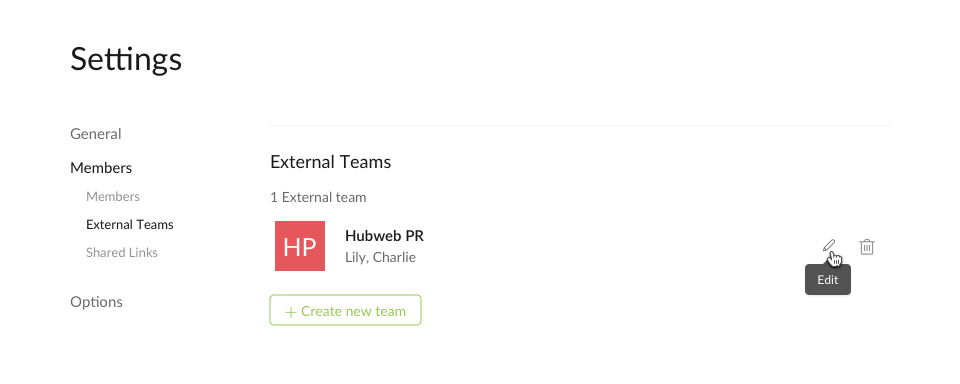 Settings
General
Members
Members
External Teams
Shared Links
Options
External Teams
1 External team
HP
Hubweb PR
Lily, Charlie
Edit
+ Create new team